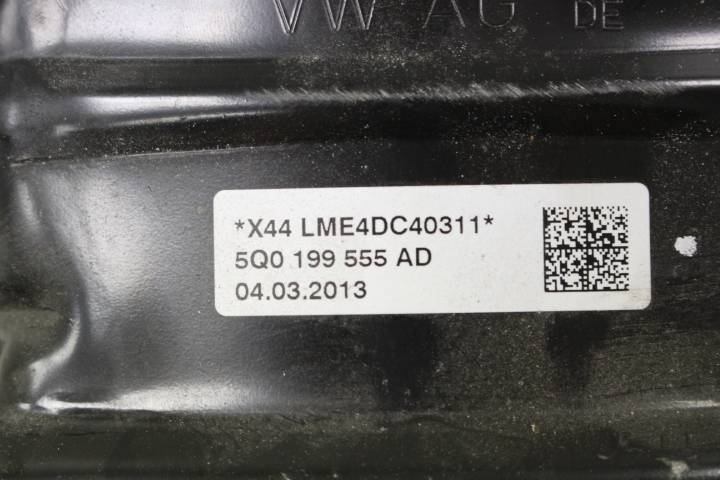 VW AG DE
*X44 LME4DC40311*
5Q0 199 555 AD
04.03.2013